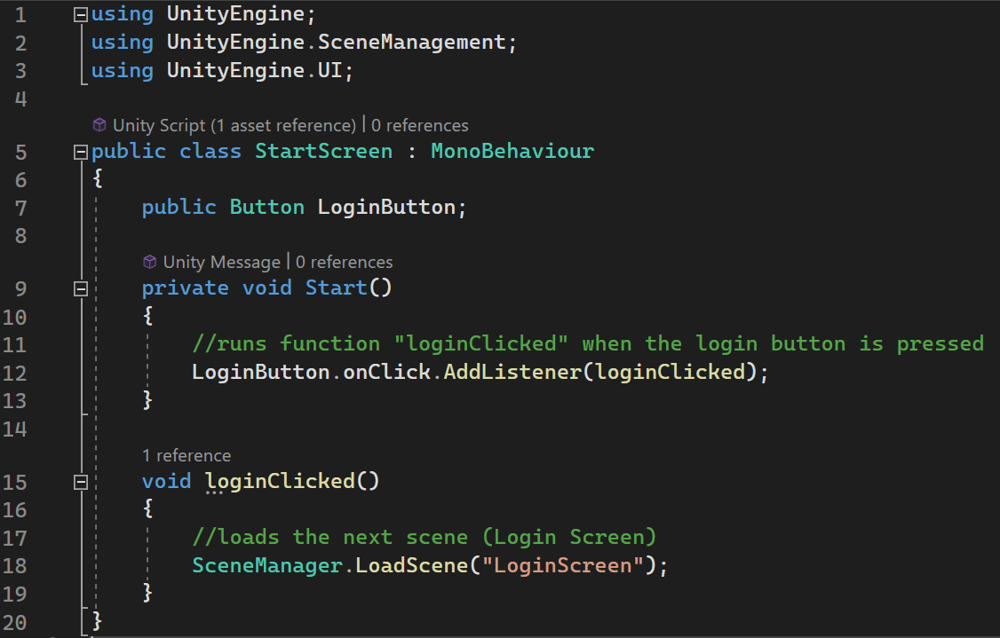 1 using UnityEngine;
2 using UnityEngine.SceneManagement;
3 using UnityEngine.UI;
4
Unity Script (1 asset reference) | 0 references
5 public class StartScreen : MonoBehaviour
6 {
7 public Button LoginButton;
8
Unity Message | 0 references
9 private void Start()
10 {
11 //runs function "loginClicked" when the login button is pressed
12 LoginButton.onClick.AddListener(loginClicked);
13 }
14
1 reference
15 void loginClicked()
16 {
17 //loads the next scene (Login Screen)
18 SceneManager.LoadScene("LoginScreen");
19 }
20 }